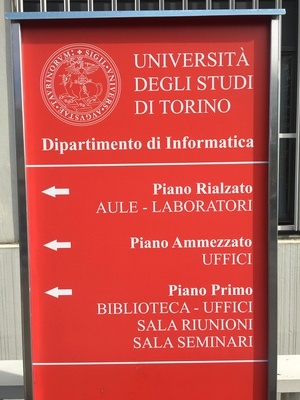 UNIVERSITÀ
DEGLI STUDI
DI TORINO
Dipartimento di Informatica
Piano Rialzato
AULE - LABORATORI
Piano Ammezzato
UFFICI
Piano Primo
BIBLIOTECA - UFFICI
SALA RIUNIONI
SALA SEMINARI